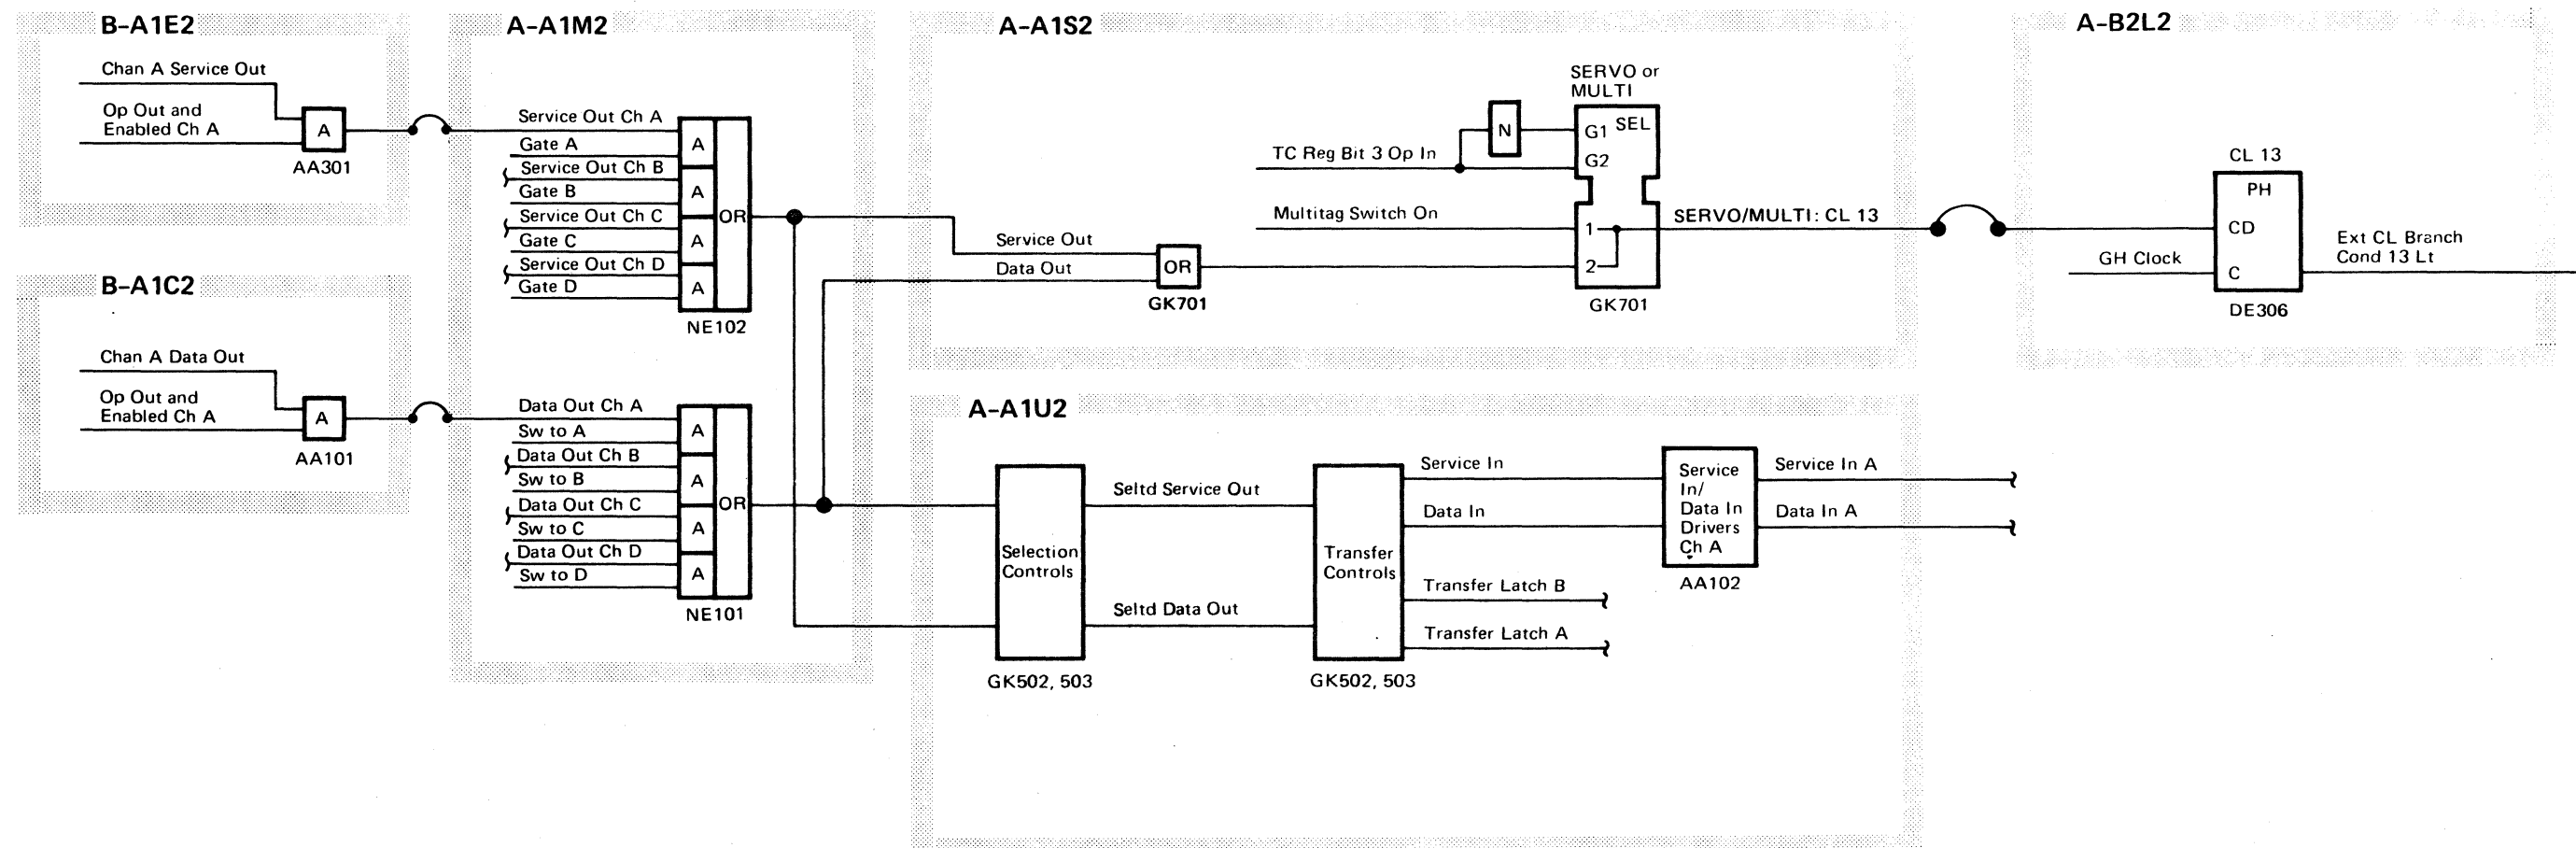 B-A1E2
Chan A Service Out
Op Out and
Enabled Ch A
A
AA301
B-A1C2
Chan A Data Out
Op Out and
Enabled Ch A
A
AA101
A-A1M2
Service Out Ch A
Gate A
Service Out Ch B
Gate B
Service Out Ch C
Gate C
Service Out Ch D
Gate D
A
A
A
A
OR
NE102
Data Out Ch A
Sw to A
Data Out Ch B
Sw to B
Data Out Ch C
Sw to C
Data Out Ch D
Sw to D
A
A
A
A
OR
NE101
A-A1S2
SERVO or
MULTI
N
G1 SEL
G2
TC Reg Bit 3 Op In
Multitag Switch On
1
2
Service Out
Data Out
OR
GK701
GK701
SERVO/MULTI: CL 13
A-B2L2
CL 13
PH
CD
C
GH Clock
Ext CL Branch
Cond 13 Lt
DE306
A-A1U2
Selection
Controls
GK502, 503
Seltd Service Out
Seltd Data Out
Transfer
Controls
GK502, 503
Service In
Data In
Transfer Latch B
Transfer Latch A
Service
In/
Data In
Drivers
Ch A
AA102
Service In A
Data In A